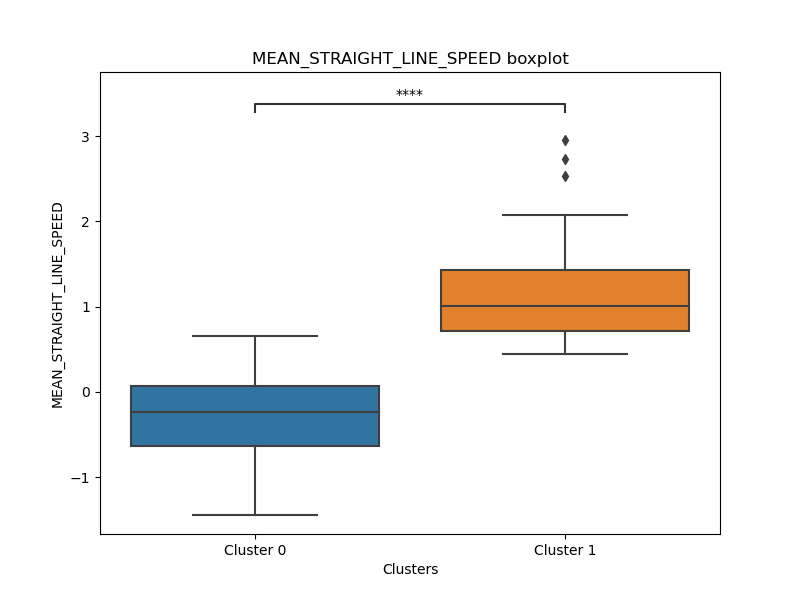 MEAN_STRAIGHT_LINE_SPEED boxplot
****
MEAN_STRAIGHT_LINE_SPEED
3
2
1
0
−1
Cluster 0
Cluster 1
Clusters